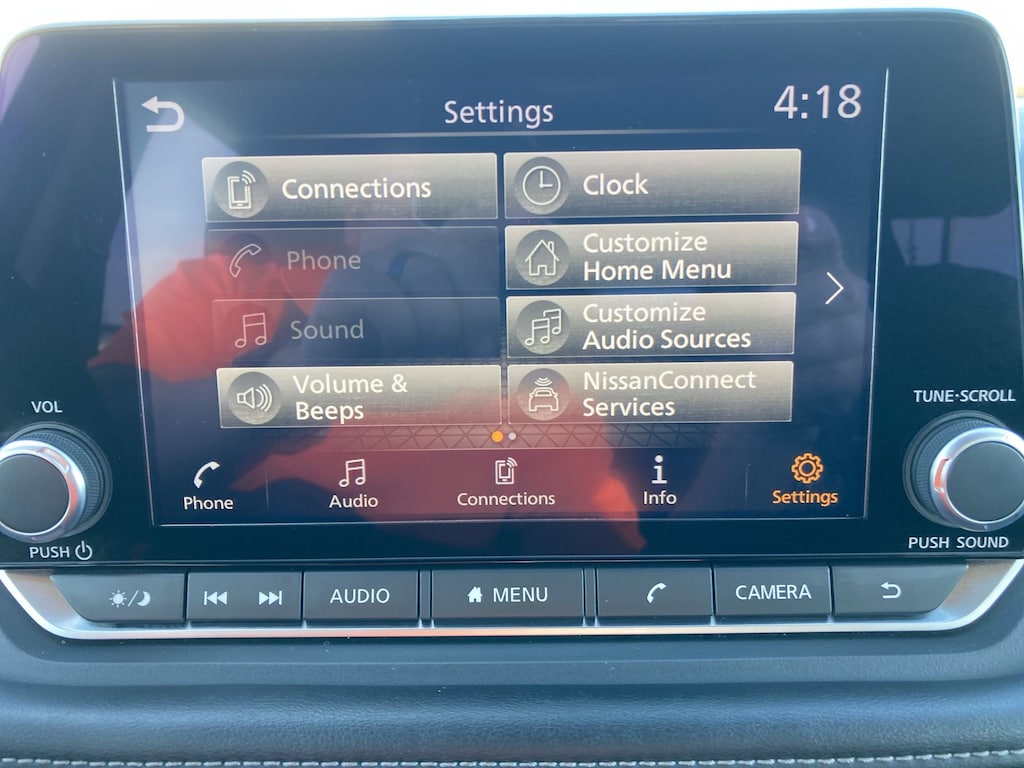 Settings
4:18
Connections
Clock
Phone
Customize
Home Menu
Sound
Customize
Audio Sources
Volume &
Beeps
NissanConnect
Services
VOL
TUNE·SCROLL
Phone
Audio
Connections
Info
Settings
PUSH
PUSH SOUND
AUDIO
MENU
CAMERA